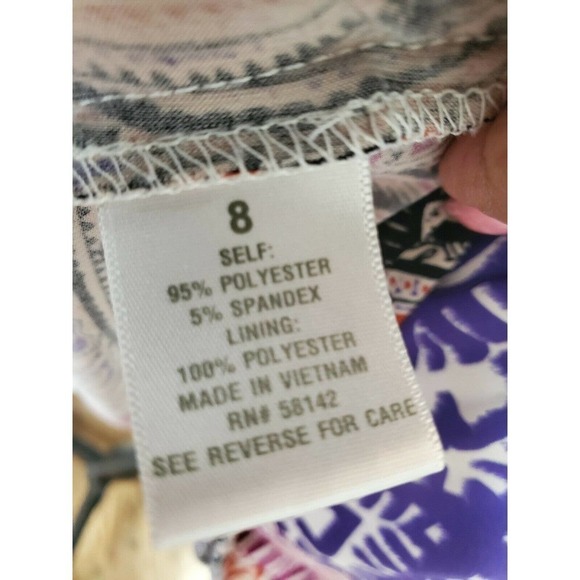 8
SELF:
95% POLYESTER
5% SPANDEX
LINING:
100% POLYESTER
MADE IN VIETNAM
RN# 58142
SEE REVERSE FOR CARE